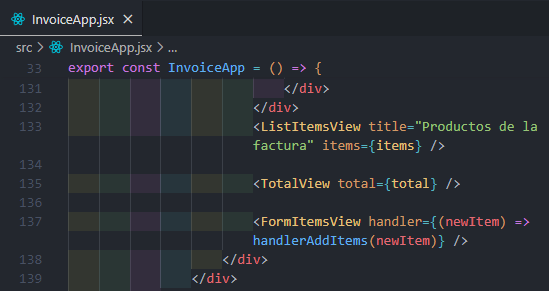 InvoiceApp.jsx ×
src > InvoiceApp.jsx > ...
33 export const InvoiceApp = () => {
131 </div>
132 </div>
133 <ListItemsView title="Productos de la
factura" items={items} />
134
135 <TotalView total={total} />
136
137 <FormItemsView handler={(newItem) =>
handlerAddItems(newItem)} />
138 </div>
139 </div>